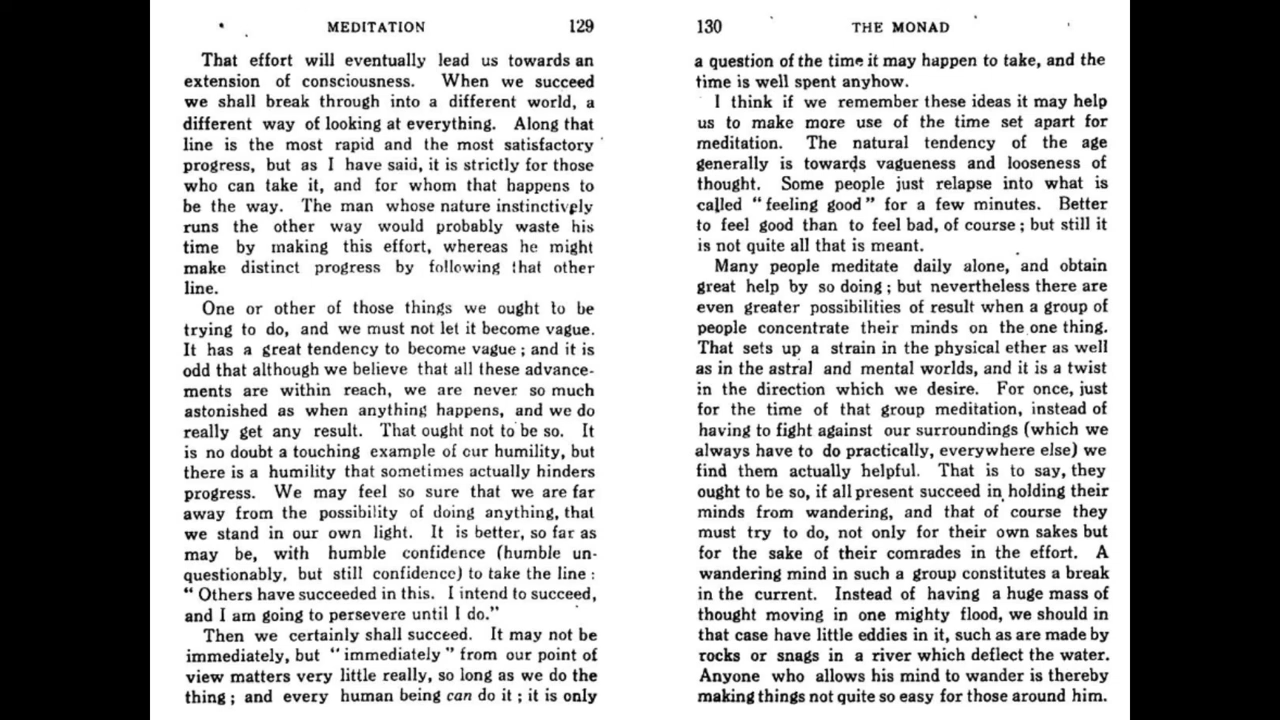 MEDITATION 129
That effort will eventually lead us towards an
extension of consciousness. When we succeed
we shall break through into a different world, a
different way of looking at everything. Along that
line is the most rapid and the most satisfactory
progress, but as I have said, it is strictly for those
who can take it, and for whom that happens to
be the way. The man whose nature instinctively
runs the other way would probably waste his
time by making this effort, whereas he might
make distinct progress by following that other
line.
One or other of those things we ought to be
trying to do, and we must not let it become vague.
It has a great tendency to become vague ; and it is
odd that although we believe that all these advance-
ments are within reach, we are never so much
astonished as when anything happens, and we do
really get any result. That ought not to be so. It
is no doubt a touching example of our humility, but
there is a humility that sometimes actually hinders
progress. We may feel so sure that we are far
away from the possibility of doing anything, that
we stand in our own light. It is better, so far as
may be, with humble confidence (humble un-
questionably, but still confidence) to take the line :
“ Others have succeeded in this. I intend to succeed,
and I am going to persevere until I do.”
Then we certainly shall succeed. It may not be
immediately, but “ immediately ” from our point of
view matters very little really, so long as we do the
thing ; and every human being can do it ; it is only
130 THE MONAD
a question of the time it may happen to take, and the
time is well spent anyhow.
I think if we remember these ideas it may help
us to make more use of the time set apart for
meditation. The natural tendency of the age
generally is towards vagueness and looseness of
thought. Some people just relapse into what is
called “ feeling good ” for a few minutes. Better
to feel good than to feel bad, of course ; but still it
is not quite all that is meant.
Many people meditate daily alone, and obtain
great help by so doing ; but nevertheless there are
even greater possibilities of result when a group of
people concentrate their minds on the one thing.
That sets up a strain in the physical ether as well
as in the astral and mental worlds, and it is a twist
in the direction which we desire. For once, just
for the time of that group meditation, instead of
having to fight against our surroundings (which we
always have to do practically, everywhere else) we
find them actually helpful. That is to say, they
ought to be so, if all present succeed in holding their
minds from wandering, and that of course they
must try to do, not only for their own sakes but
for the sake of their comrades in the effort. A
wandering mind in such a group constitutes a break
in the current. Instead of having a huge mass of
thought moving in one mighty flood, we should in
that case have little eddies in it, such as are made by
rocks or snags in a river which deflect the water.
Anyone who allows his mind to wander is thereby
making things not quite so easy for those around him.